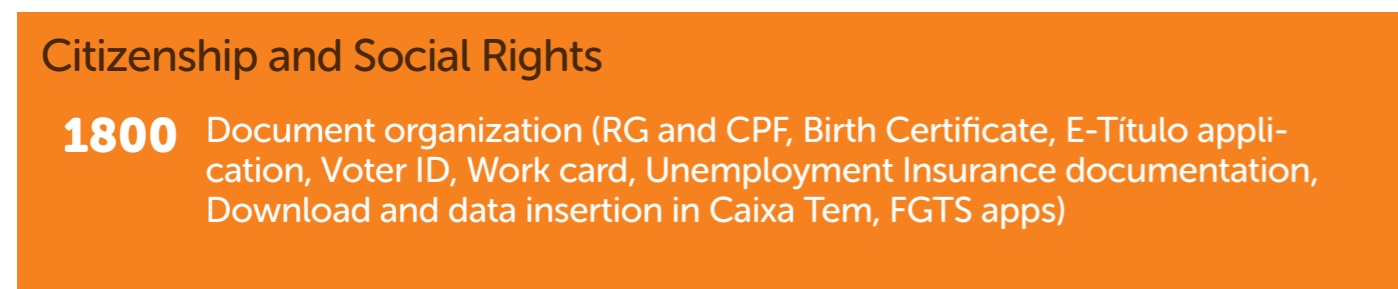 Citizenship and Social Rights
1800 Document organization (RG and CPF, Birth Certificate, E-Título appli-
cation, Voter ID, Work card, Unemployment Insurance documentation,
Download and data insertion in Caixa Tem, FGTS apps)